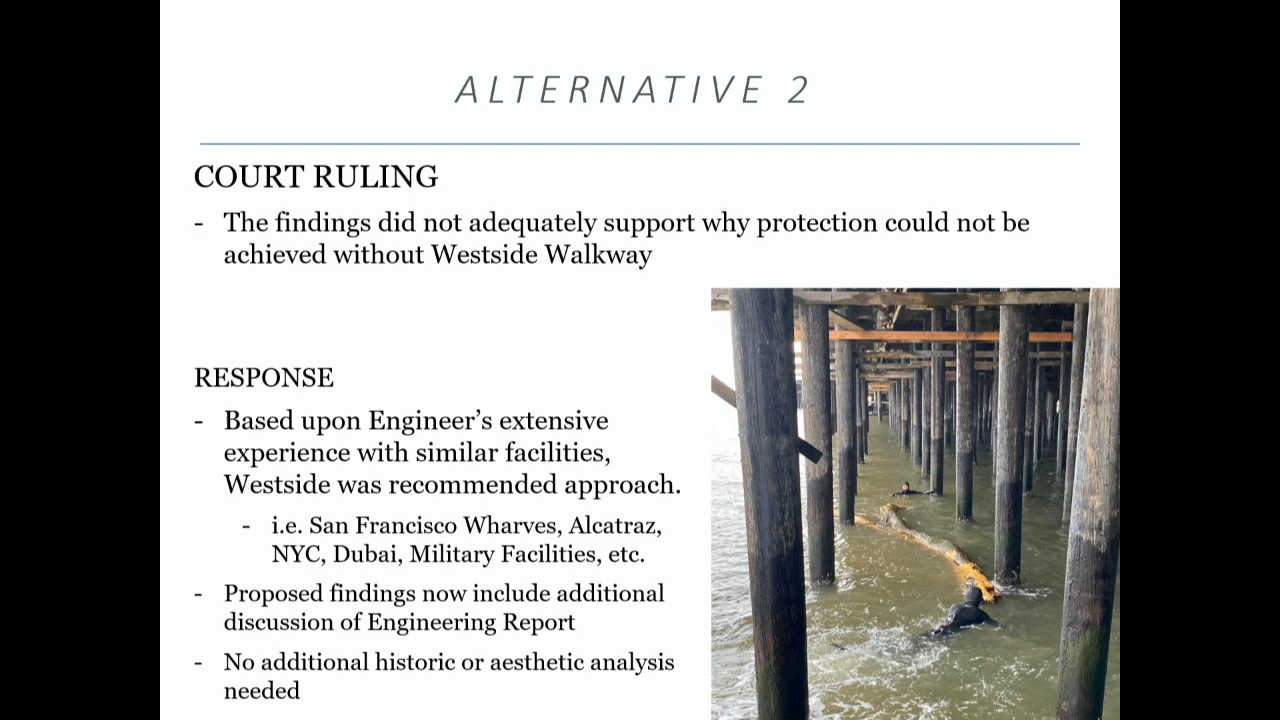 ALTERNATIVE 2
COURT RULING
- The findings did not adequately support why protection could not be
achieved without Westside Walkway
RESPONSE
- Based upon Engineer’s extensive
experience with similar facilities,
Westside was recommended approach.
- i.e. San Francisco Wharves, Alcatraz,
NYC, Dubai, Military Facilities, etc.
- Proposed findings now include additional
discussion of Engineering Report
- No additional historic or aesthetic analysis
needed